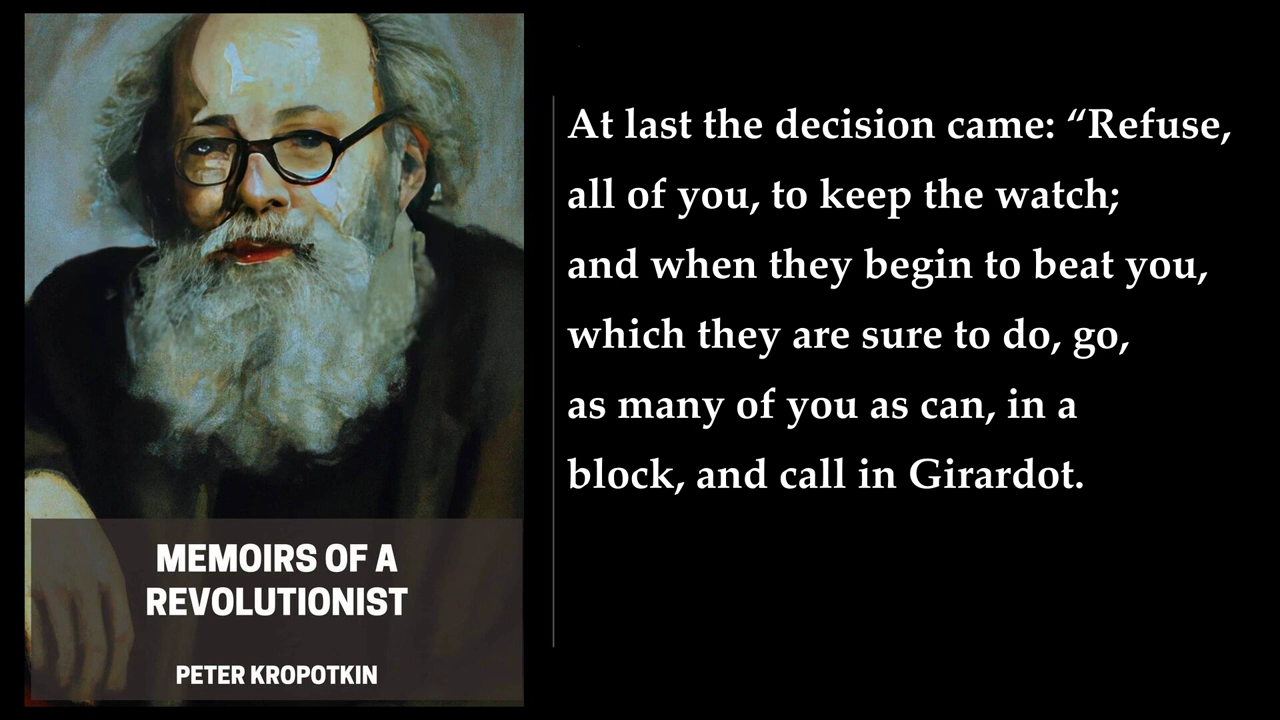 MEMOIRS OF A
REVOLUTIONIST
PETER KROPOTKIN
At last the decision came: “Refuse,
all of you, to keep the watch;
and when they begin to beat you,
which they are sure to do, go,
as many of you as can, in a
block, and call in Girardot.